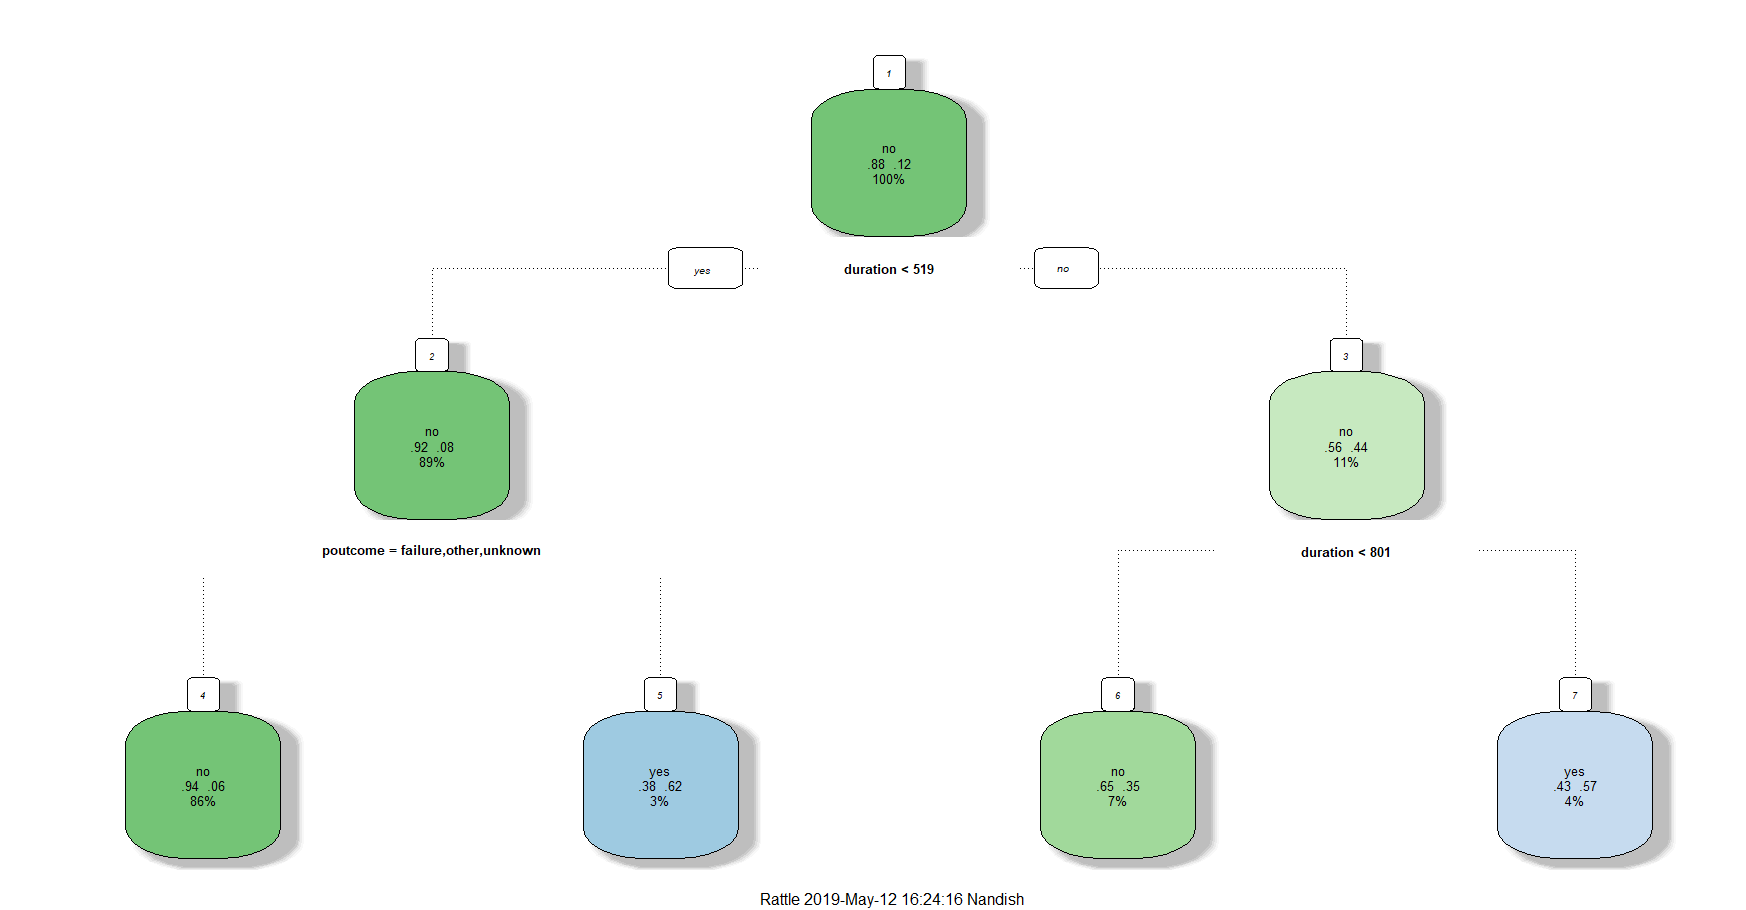 1
no
.88 .12
100%
yes
duration < 519
no
2
no
.92 .08
89%
3
no
.56 .44
11%
poutcome = failure,other,unknown
duration < 801
4
no
.94 .06
86%
5
yes
.38 .62
3%
6
no
.65 .35
7%
7
yes
.43 .57
4%
Rattle 2019-May-12 16:24:16 Nandish